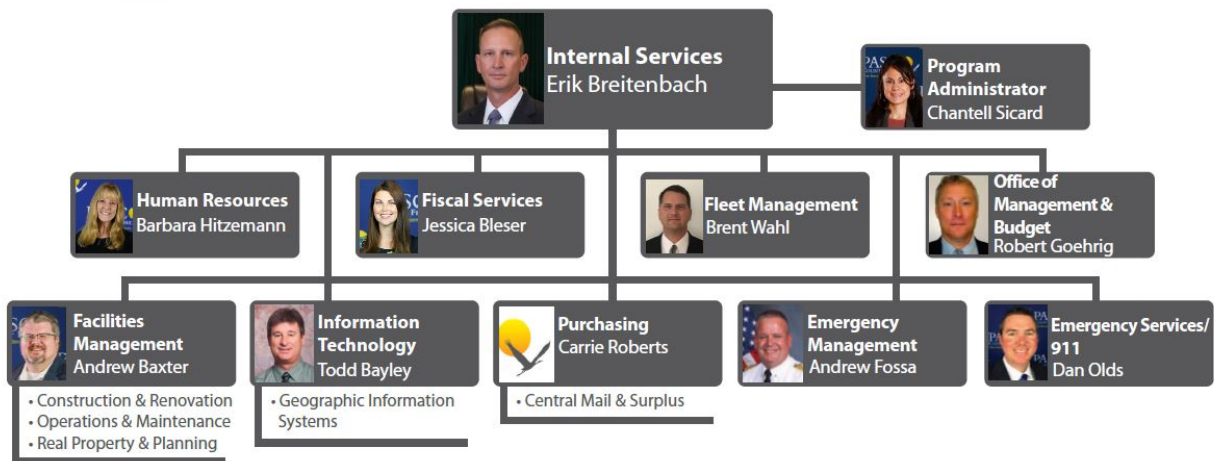 Internal Services
Erik Breitenbach
Program
Administrator
Chantell Sicard
Human Resources
Barbara Hitzemann
Fiscal Services
Jessica Bleser
Fleet Management
Brent Wahl
Office of
Management &
Budget
Robert Goehrig
Facilities
Management
Andrew Baxter
• Construction & Renovation
• Operations & Maintenance
• Real Property & Planning
Information
Technology
Todd Bayley
• Geographic Information
Systems
Purchasing
Carrie Roberts
• Central Mail & Surplus
Emergency
Management
Andrew Fossa
Emergency Services/
911
Dan Olds